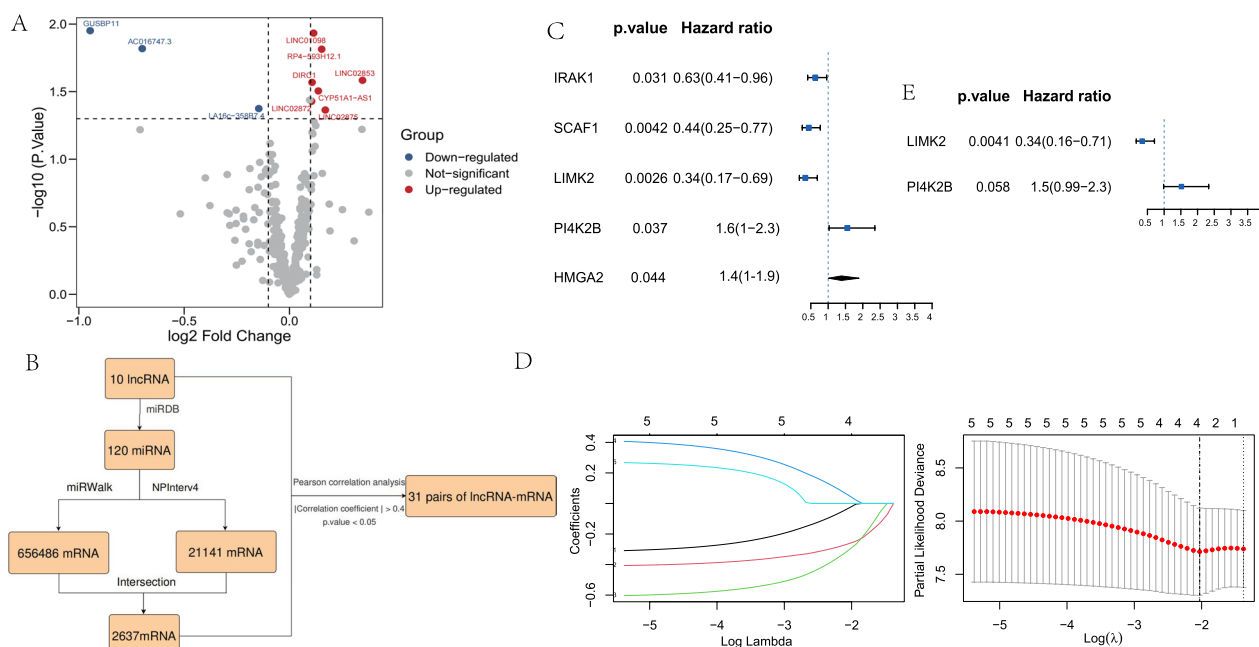 A
2.0
1.5
1.0
0.5
0.0
−log10 (P.Value)
−1.0
−0.5
0.0
log2 Fold Change
GUSBP11
AC016747.3
LINC01098
RP4−593H12.1
DIRC1
LINC02853
CYP51A1−AS1
LINC02872
LINC02875
LA16c−358B7.4
Group
Down−regulated
Not−significant
Up−regulated
B
10 lncRNA
miRDB
120 miRNA
miRWalk
NPInterv4
656486 mRNA
21141 mRNA
Intersection
2637mRNA
Pearson correlation analysis
|Correlation coefficient | > 0.4
p.value < 0.05
31 pairs of lncRNA-mRNA
C
p.value Hazard ratio
IRAK1 0.031 0.63(0.41−0.96)
SCAF1 0.0042 0.44(0.25−0.77)
LIMK2 0.0026 0.34(0.17−0.69)
PI4K2B 0.037 1.6(1−2.3)
HMGA2 0.044 1.4(1-1.9)
0.5 1 1.5 2 2.5 3 3.5 4
E
p.value Hazard ratio
LIMK2 0.0041 0.34(0.16−0.71)
PI4K2B 0.058 1.5(0.99−2.3)
0.5 1 1.5 2 2.5 3 3.5
D
5 5 5 4
0.4
0.2
−0.2
−0.6
Coefficients
−5 −4 −3 −2
Log Lambda
5 5 5 5 5 5 5 5 5 5 5 4 4 4 2 1
8.5
8.0
7.5
Partial Likelihood Deviance
−5 −4 −3 −2
Log(λ)